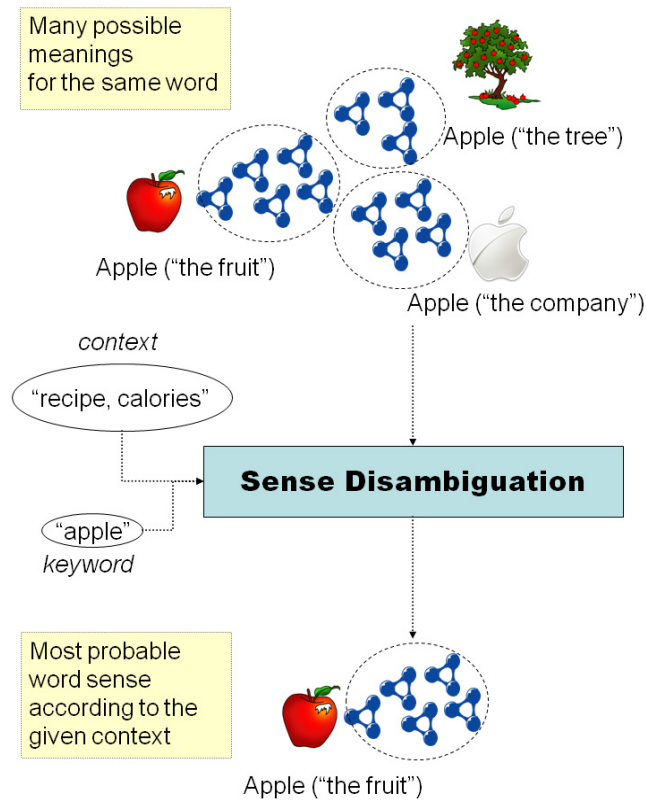 Many possible
meanings
for the same word
Apple (“the tree”)
Apple (“the fruit”)
Apple (“the company”)
context
“recipe, calories”
Sense Disambiguation
“apple”
keyword
Most probable
word sense
according to the
given context
Apple (“the fruit”)